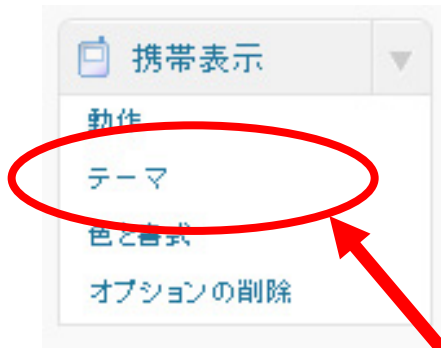 携帯表示
動作
テーマ
色と書式
オプションの削除